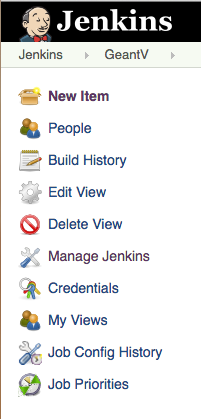 Jenkins
Jenkins GeantV
New Item
People
Build History
Edit View
Delete View
Manage Jenkins
Credentials
My Views
Job Config History
Job Priorities